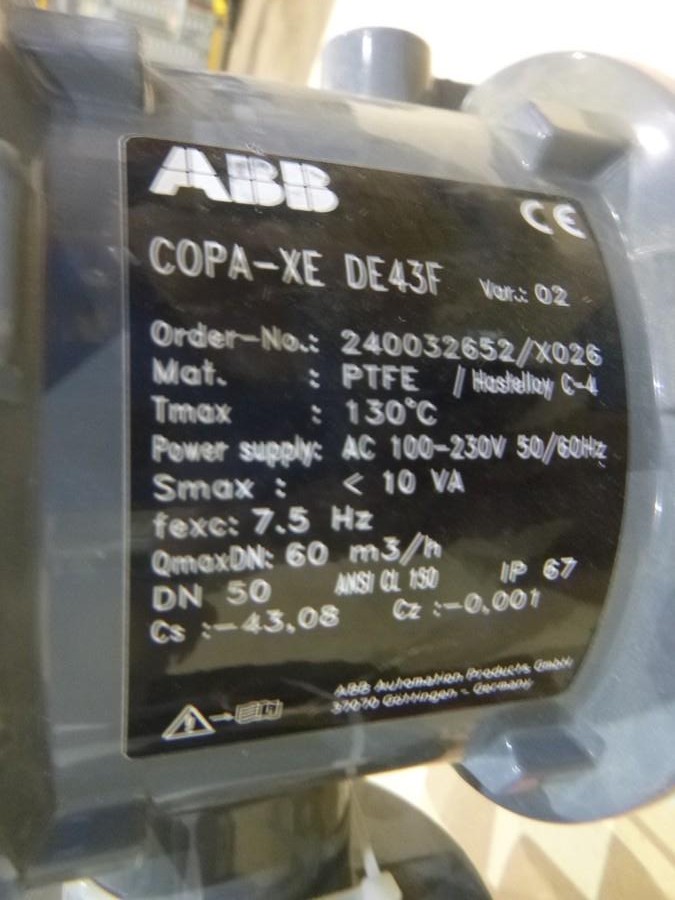 ABB
CE
COPA-XE DE43F Var.: 02
Order-No.: 240032652/X026
Mat. : PTFE / Hastelloy C-4
Tmax : 130°C
Power supply: AC 100-230V 50/60Hz
Smax : < 10 VA
fexc: 7.5 Hz
QmaxDN: 60 m3/h
DN 50 ANSI CL 150 IP 67
Cs :-43.08 Cz :-0.001
ABB Automation Products GmbH
37070 Göttingen - Germany